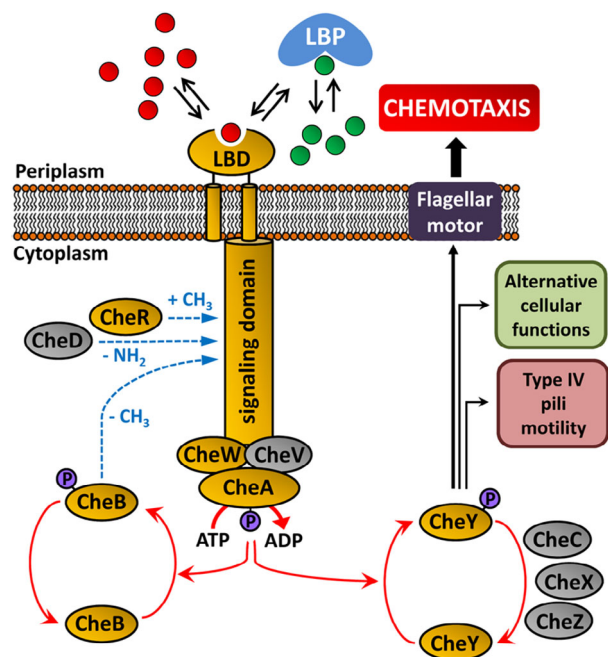 LBP
CHEMOTAXIS
LBD
Periplasm
Flagellar
motor
Cytoplasm
signaling domain
Alternative
cellular
functions
+ CH₃
CheR
CheD
- NH₂
Type IV
pili
motility
- CH₃
CheW
CheV
P
CheB
CheA
P
ATP
ADP
P
CheY
CheC
CheX
CheZ
CheB
CheY